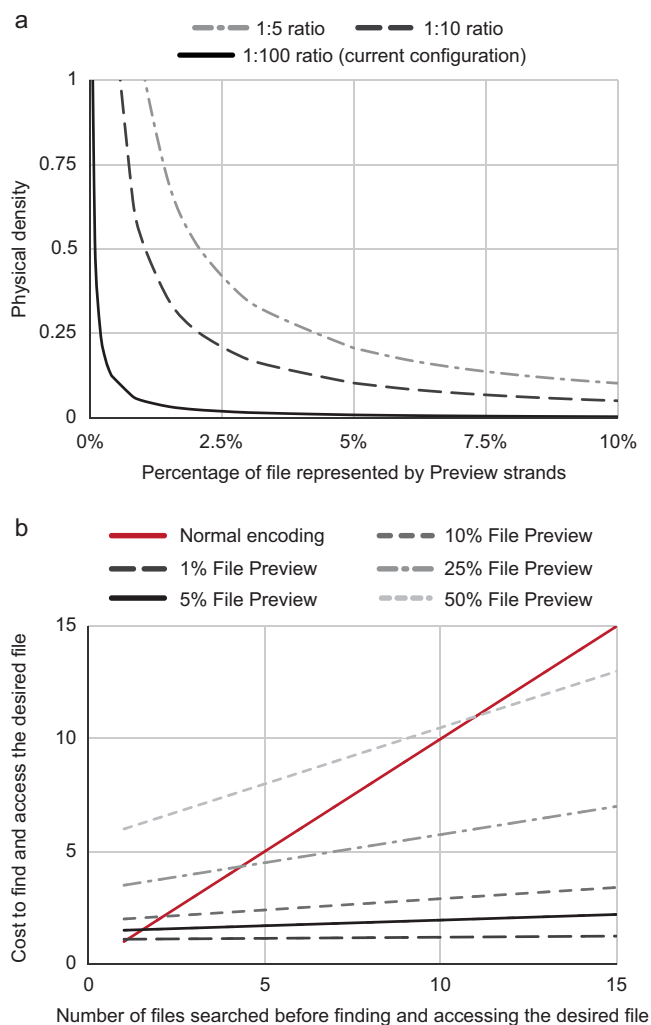 a
1:5 ratio 1:10 ratio
1:100 ratio (current configuration)
Physical density
1
0.75
0.5
0.25
0
0% 2.5% 5% 7.5% 10%
Percentage of file represented by Preview strands
b
Normal encoding 10% File Preview
1% File Preview 25% File Preview
5% File Preview 50% File Preview
Cost to find and access the desired file
15
10
5
0
0 5 10 15
Number of files searched before finding and accessing the desired file